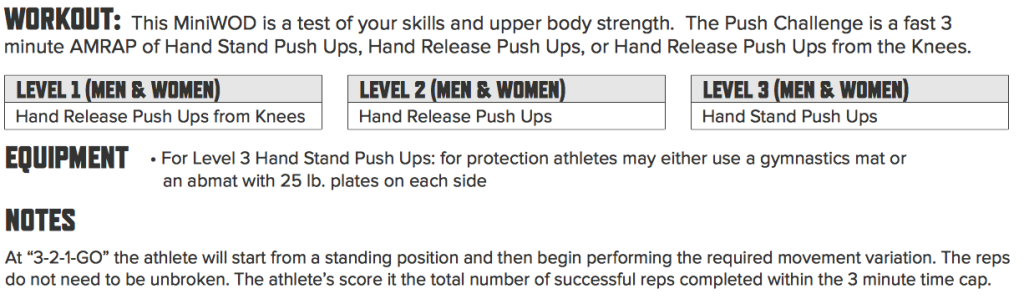 WORKOUT: This MiniWOD is a test of your skills and upper body strength. The Push Challenge is a fast 3
minute AMRAP of Hand Stand Push Ups, Hand Release Push Ups, or Hand Release Push Ups from the Knees.
LEVEL 1 (MEN & WOMEN)
Hand Release Push Ups from Knees
LEVEL 2 (MEN & WOMEN)
Hand Release Push Ups
LEVEL 3 (MEN & WOMEN)
Hand Stand Push Ups
EQUIPMENT • For Level 3 Hand Stand Push Ups: for protection athletes may either use a gymnastics mat or
an abmat with 25 lb. plates on each side
NOTES
At “3-2-1-GO” the athlete will start from a standing position and then begin performing the required movement variation. The reps
do not need to be unbroken. The athlete’s score it the total number of successful reps completed within the 3 minute time cap.